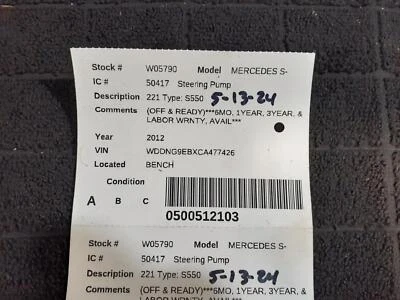 Stock # W05790 Model MERCEDES S-
IC # 50417 Steering Pump
Description 221 Type: S550 5-13-24
Comments (OFF & READY)***6MO, 1YEAR, 3YEAR, &
LABOR WRNTY, AVAIL***
Year 2012
VIN WDDNG9EBXCA477426
Located BENCH
Condition
A B C
0500512103
Stock # W05790 Model MERCEDES S-
IC # 50417 Steering Pump
Description 221 Type: S550 5-13-24
Comments (OFF & READY)***6MO, 1YEAR, 3YEAR, &